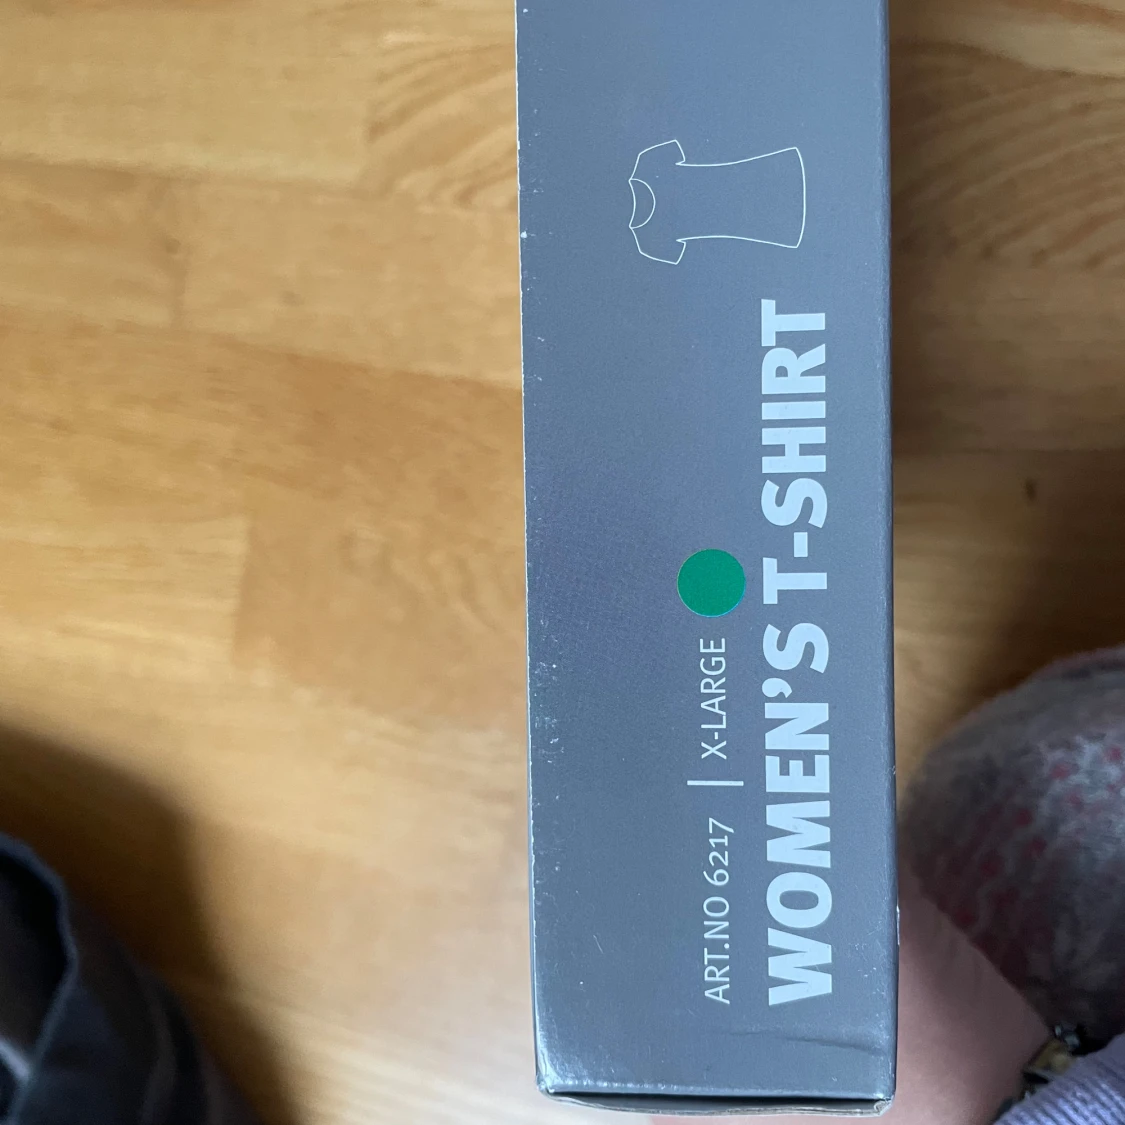 ART.NO 6217 | X-LARGE
WOMEN'S T-SHIRT